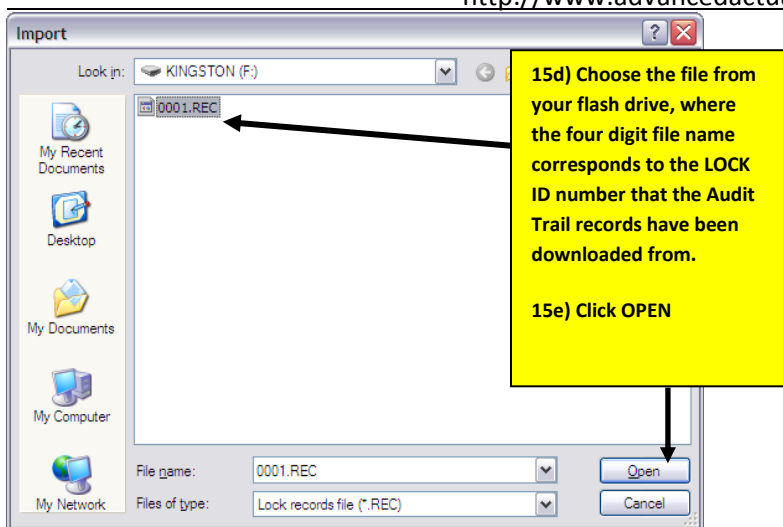 Import
Look in: KINGSTON (F:)
0001.REC
My Recent
Documents
Desktop
My Documents
My Computer
My Network
15d) Choose the file from
your flash drive, where
the four digit file name
corresponds to the LOCK
ID number that the Audit
Trail records have been
downloaded from.
15e) Click OPEN
File name: 0001.REC Open
Files of type: Lock records file (*.REC) Cancel